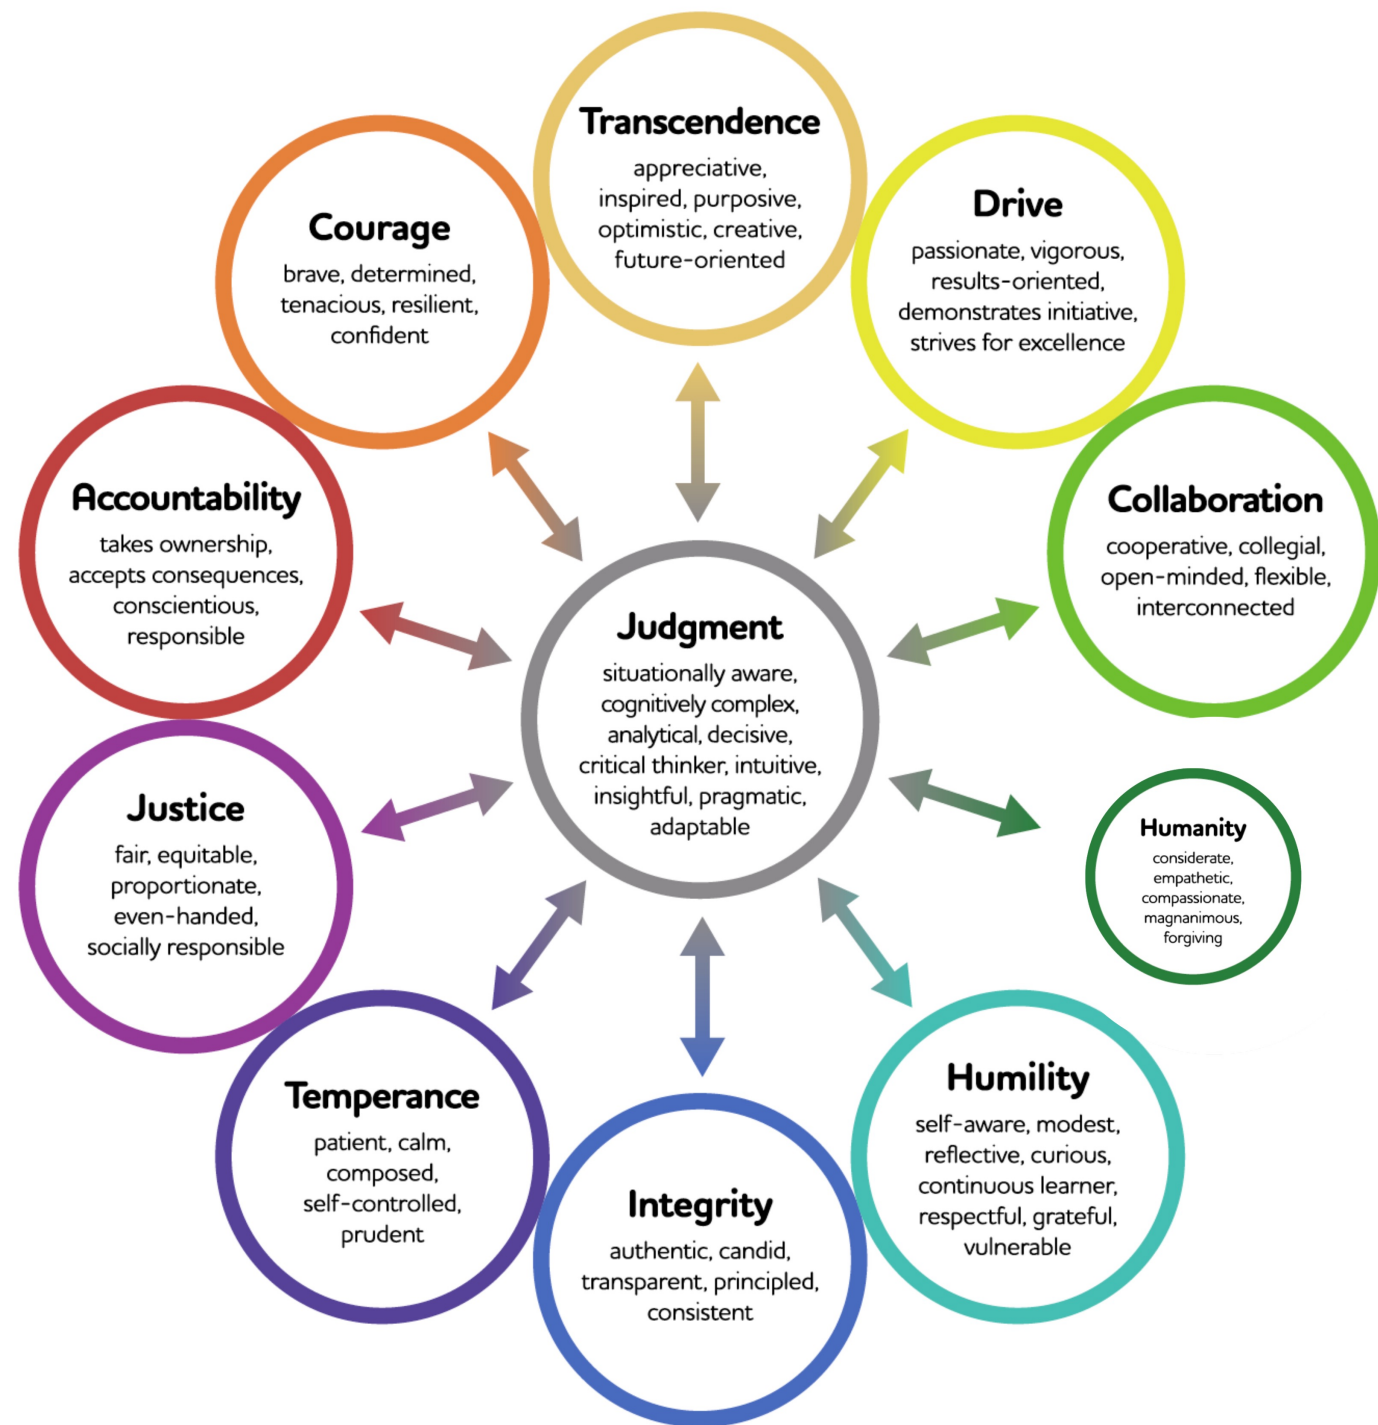 Transcendence
appreciative,
inspired, purposive,
optimistic, creative,
future-oriented
Drive
passionate, vigorous,
results-oriented,
demonstrates initiative,
strives for excellence
Collaboration
cooperative, collegial,
open-minded, flexible,
interconnected
Humanity
considerate,
empathetic,
compassionate,
magnanimous,
forgiving
Humility
self-aware, modest,
reflective, curious,
continuous learner,
respectful, grateful,
vulnerable
Integrity
authentic, candid,
transparent, principled,
consistent
Temperance
patient, calm,
composed,
self-controlled,
prudent
Justice
fair, equitable,
proportionate,
even-handed,
socially responsible
Accountability
takes ownership,
accepts consequences,
conscientious,
responsible
Courage
brave, determined,
tenacious, resilient,
confident
Judgment
situationally aware,
cognitively complex,
analytical, decisive,
critical thinker, intuitive,
insightful, pragmatic,
adaptable